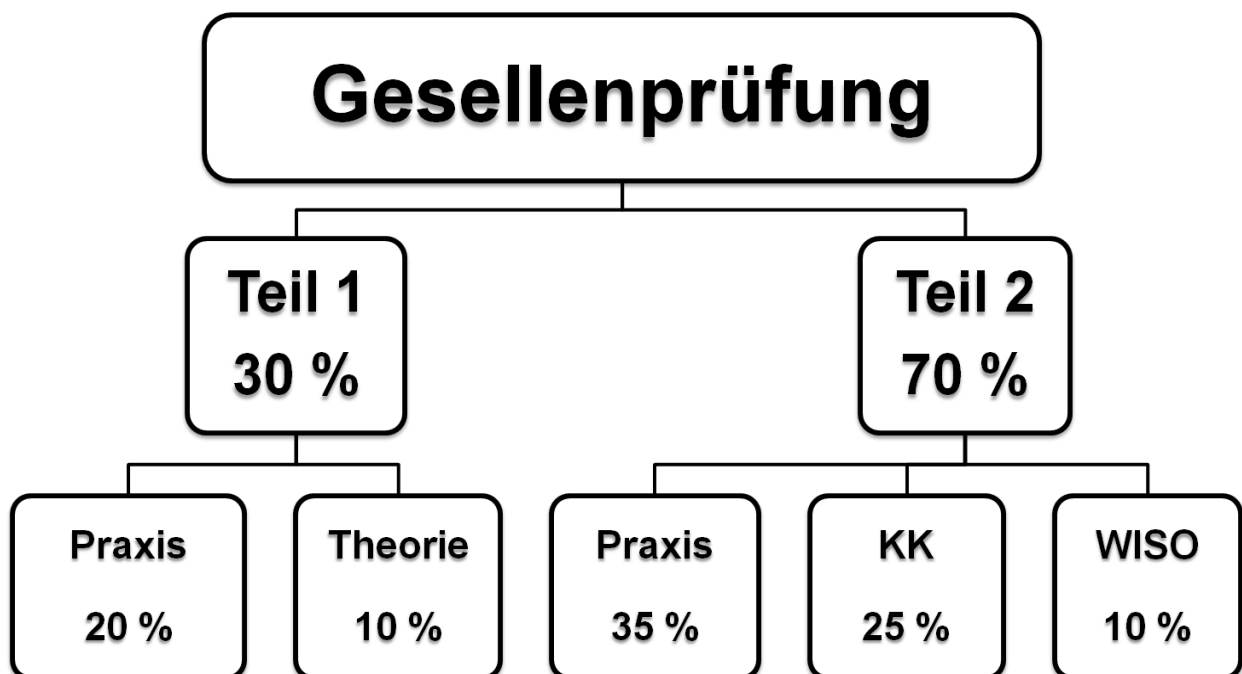 Gesellenprüfung
Teil 1
30 %
Teil 2
70 %
Praxis
20 %
Theorie
10 %
Praxis
35 %
KK
25 %
WISO
10 %